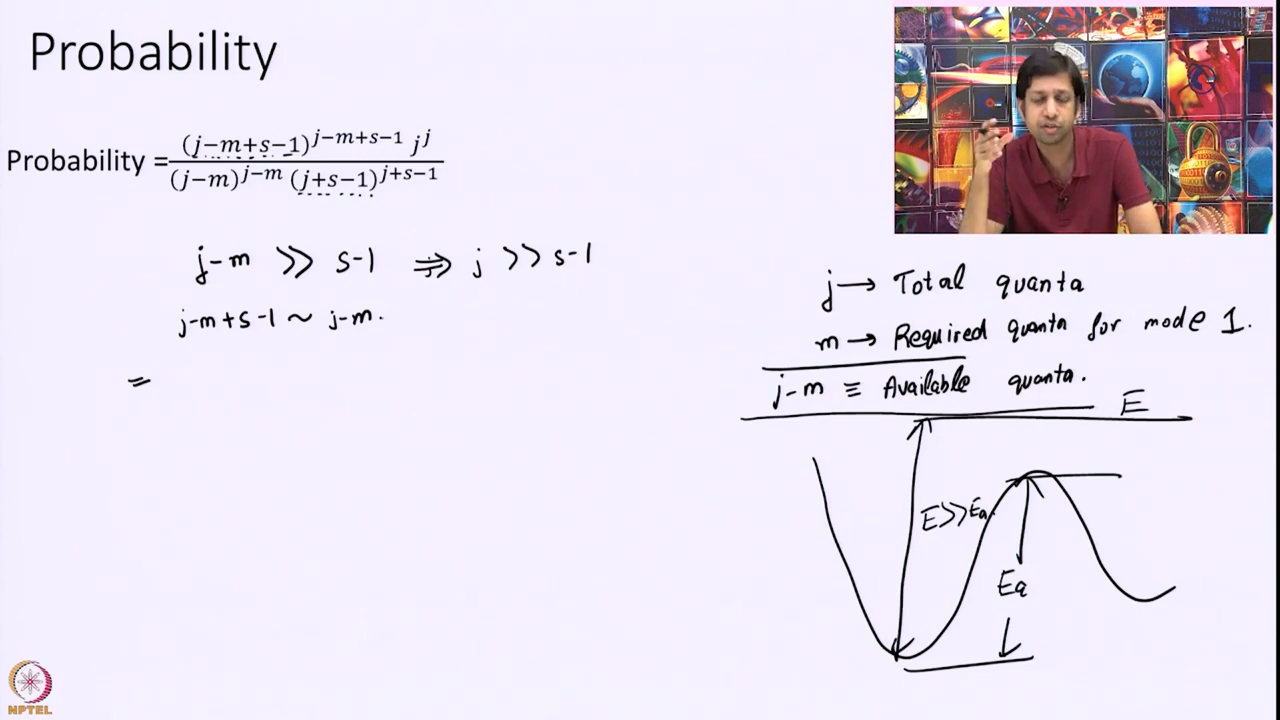 Probability
Probability = (j−m+s−1)^{j−m+s−1} j^j / (j−m)^{j−m} (j+s−1)^{j+s−1}
j-m >> s-1 ⇒ j >> s-1
j-m+s-1 ~ j-m.
=
j → Total quanta
m → Required quanta for mode 1.
j-m ≡ Available quanta.
E
E>>Ea
Ea
NPTEL